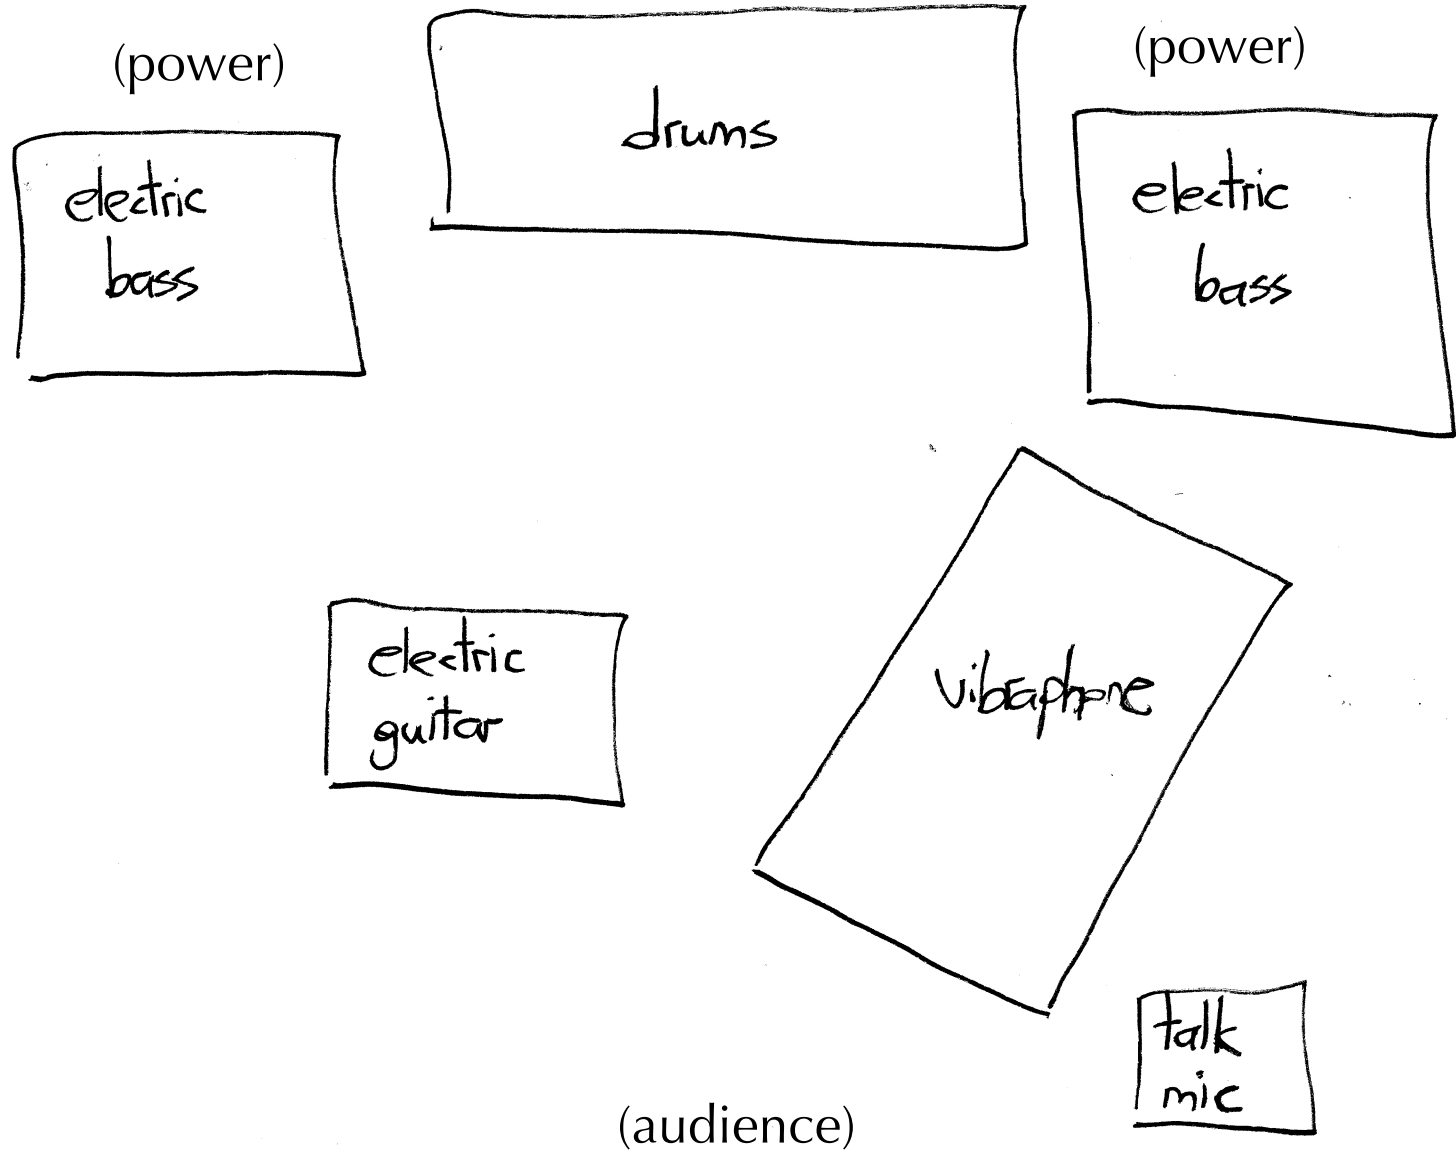 (power)
(power)
drums
electric
bass
electric
bass
electric
guitar
vibraphone
talk
mic
(audience)